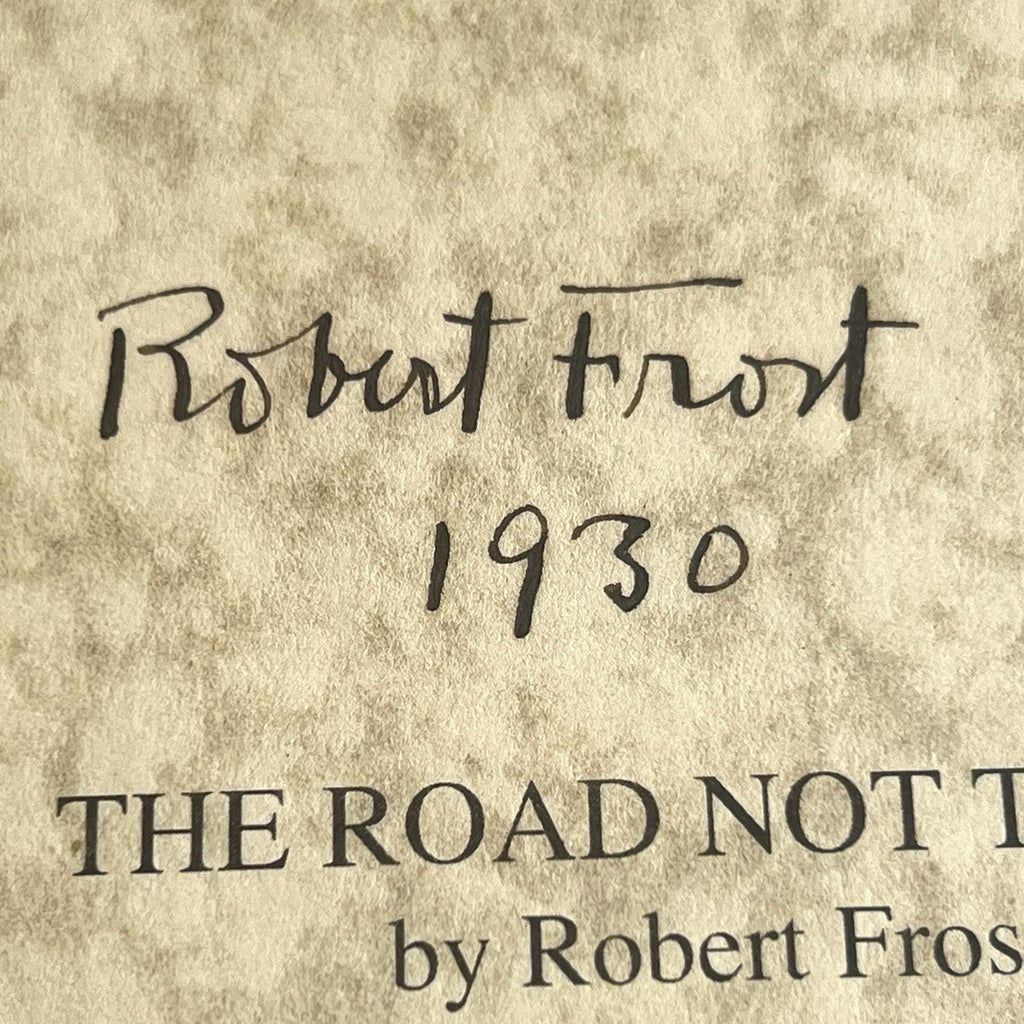 Robert Frost
1930
THE ROAD NOT T
by Robert Fros